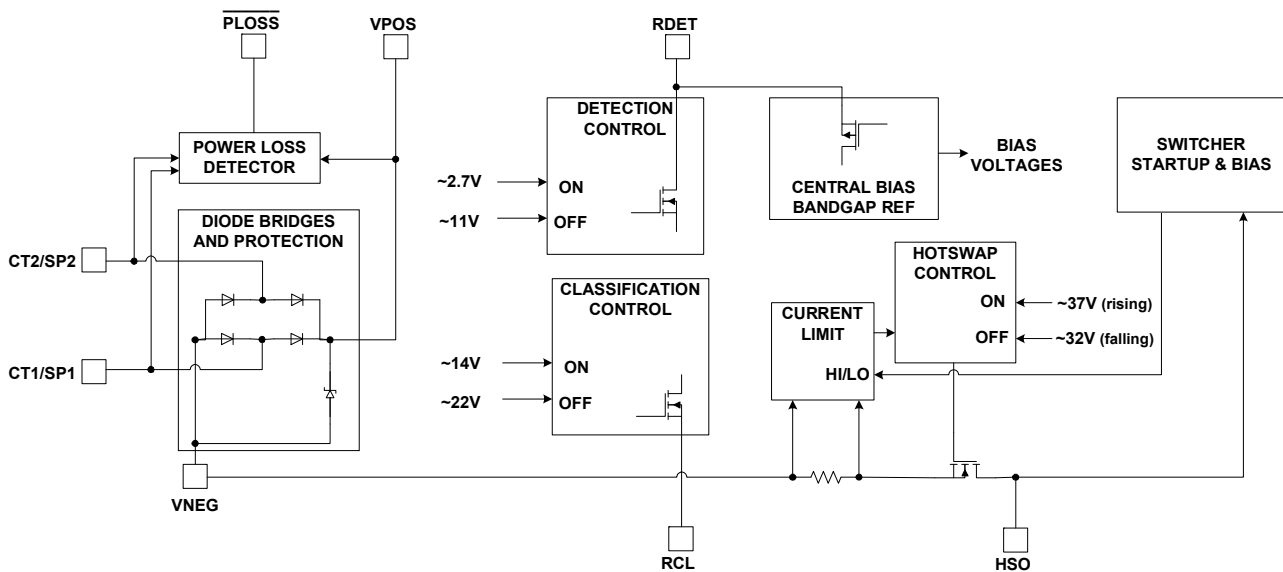 PLOSS
VPOS
RDET
POWER LOSS
DETECTOR
DETECTION
CONTROL
~2.7V
ON
~11V
OFF
CENTRAL BIAS
BANDGAP REF
BIAS
VOLTAGES
SWITCHER
STARTUP & BIAS
DIODE BRIDGES
AND PROTECTION
CT2/SP2
CT1/SP1
VNEG
CLASSIFICATION
CONTROL
~14V
ON
~22V
OFF
RCL
CURRENT
LIMIT
HI/LO
HOTSWAP
CONTROL
ON
~37V (rising)
OFF
~32V (falling)
HSO